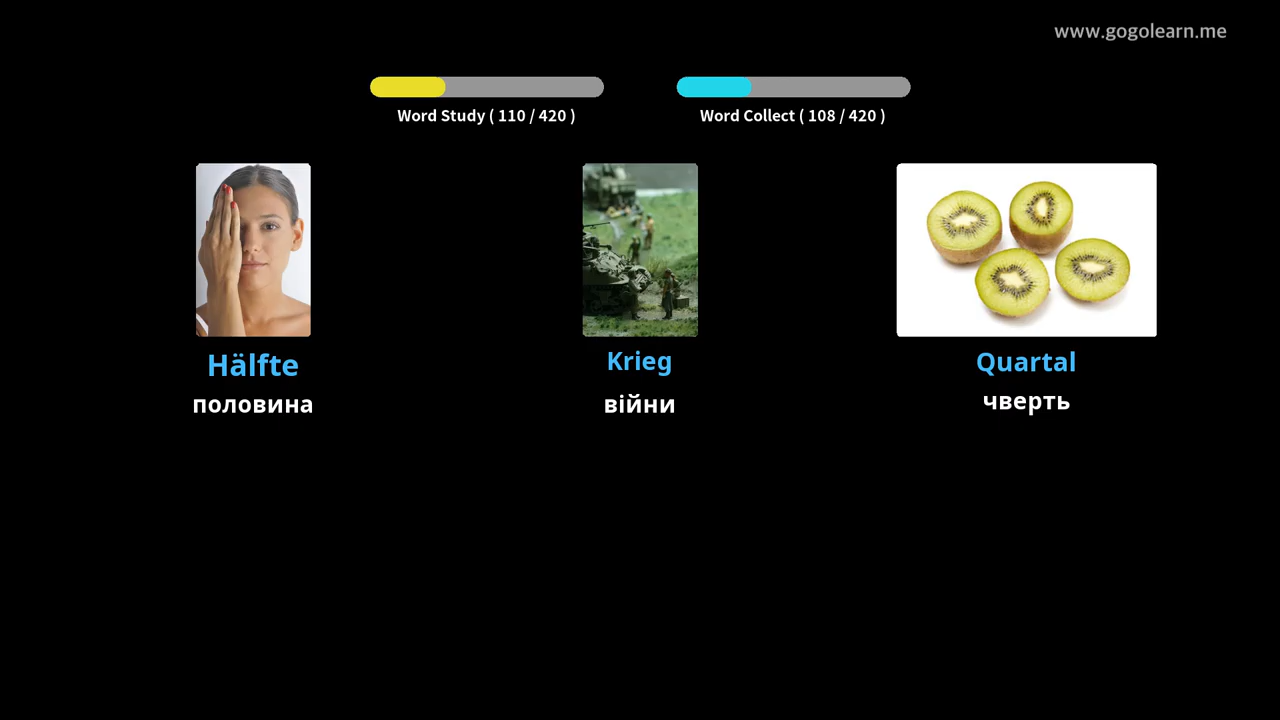 www.gogolearn.me
Word Study ( 110 / 420 )
Word Collect ( 108 / 420 )
Hälfte
Krieg
Quartal
половина
війни
чверть